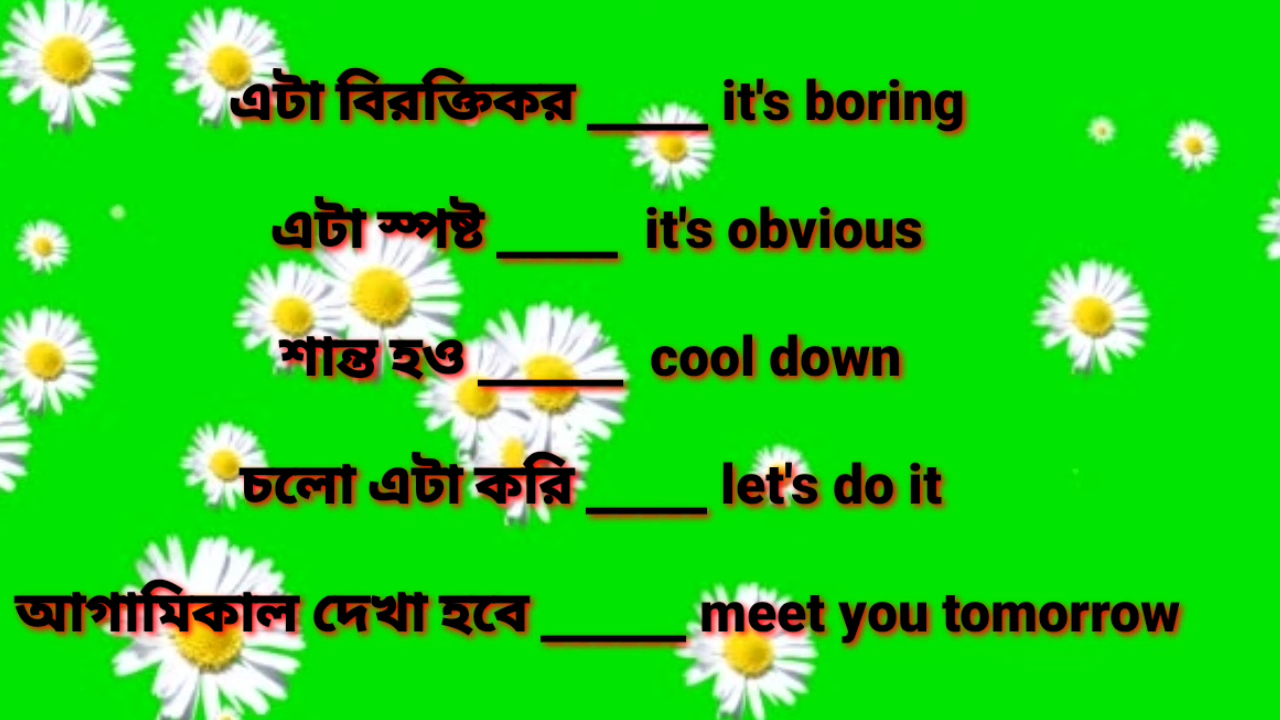 এটা বিরক্তিকর _____ it's boring
এটা স্পষ্ট _____ it's obvious
শান্ত হও ______ cool down
চলো এটা করি _____ let's do it
আগামিকাল দেখা হবে ______ meet you tomorrow